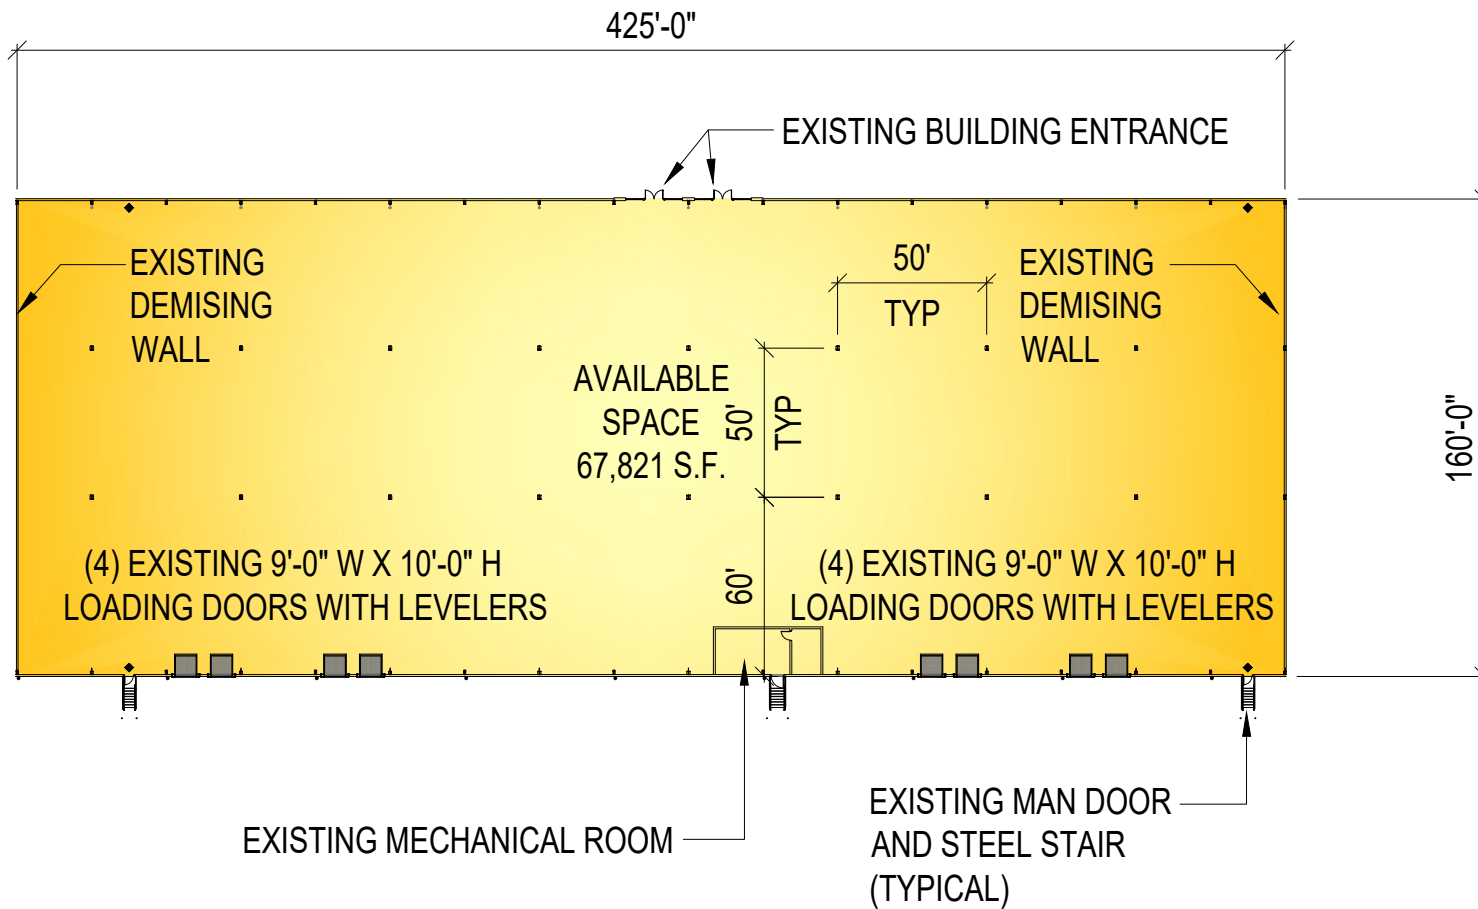 425'-0"
EXISTING BUILDING ENTRANCE
EXISTING
DEMISING
WALL
50'
TYP
EXISTING
DEMISING
WALL
AVAILABLE
SPACE
67,821 S.F.
50'
TYP
160'-0"
(4) EXISTING 9'-0" W X 10'-0" H
LOADING DOORS WITH LEVELERS
60'
(4) EXISTING 9'-0" W X 10'-0" H
LOADING DOORS WITH LEVELERS
EXISTING MECHANICAL ROOM
EXISTING MAN DOOR
AND STEEL STAIR
(TYPICAL)